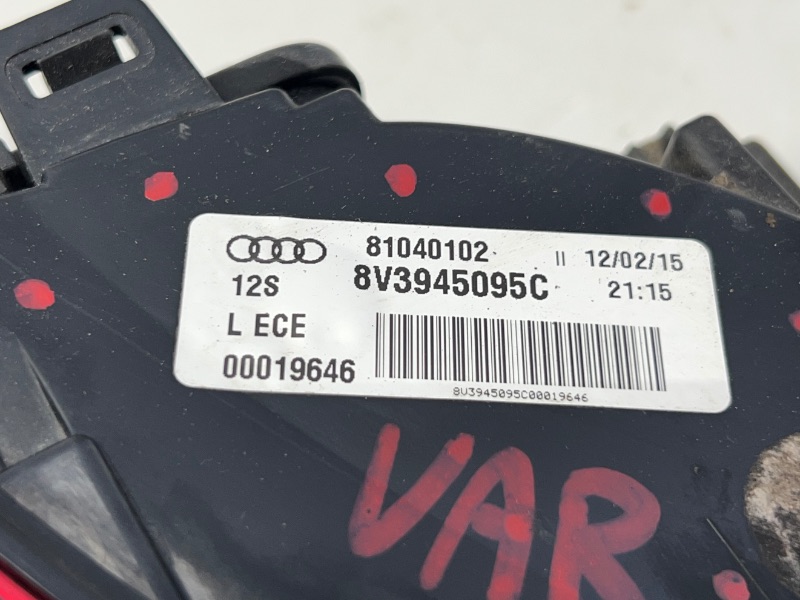 81040102 II 12/02/15
12S 8V3945095C 21:15
L ECE
00019646
8V3945095C00019646
VAR